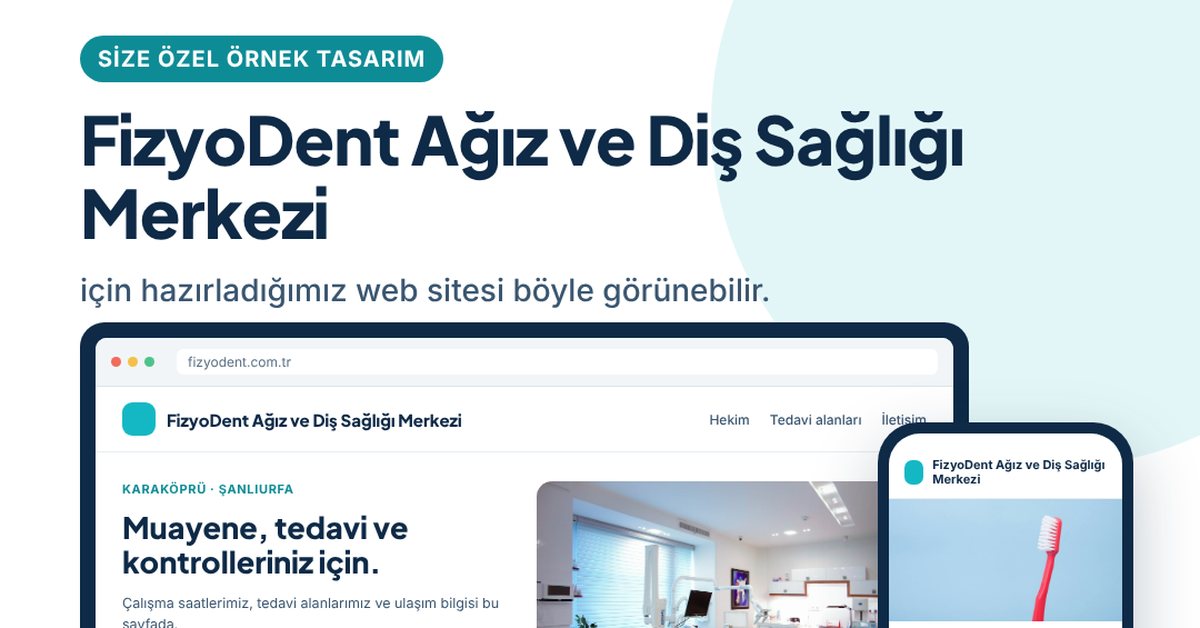 SİZE ÖZEL ÖRNEK TASARIM
FizyoDent Ağız ve Diş Sağlığı
Merkezi
için hazırladığımız web sitesi böyle görünebilir.
fizyodent.com.tr
FizyoDent Ağız ve Diş Sağlığı Merkezi
Hekim Tedavi alanları İletişim
FizyoDent Ağız ve Diş Sağlığı
Merkezi
KARAKÖPRÜ · ŞANLIURFA
Muayene, tedavi ve
kontrolleriniz için.
Çalışma saatlerimiz, tedavi alanlarımız ve ulaşım bilgisi bu
sayfada.